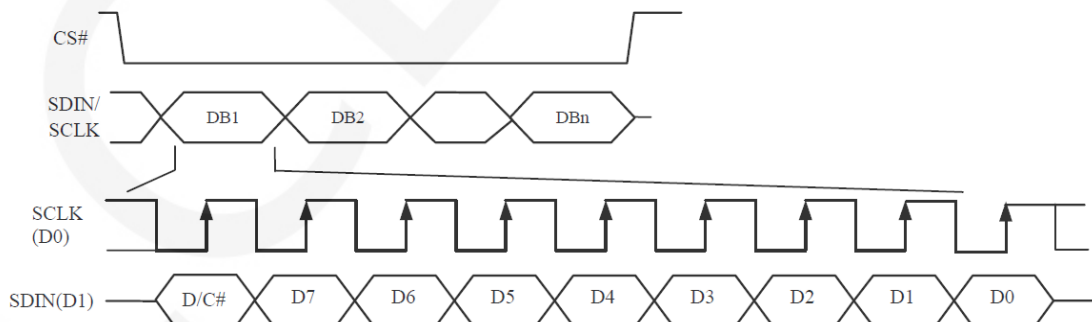 CS#
SDIN/
SCLK
DB1 DB2 DBn
SCLK
(D0)
SDIN(D1) D/C# D7 D6 D5 D4 D3 D2 D1 D0